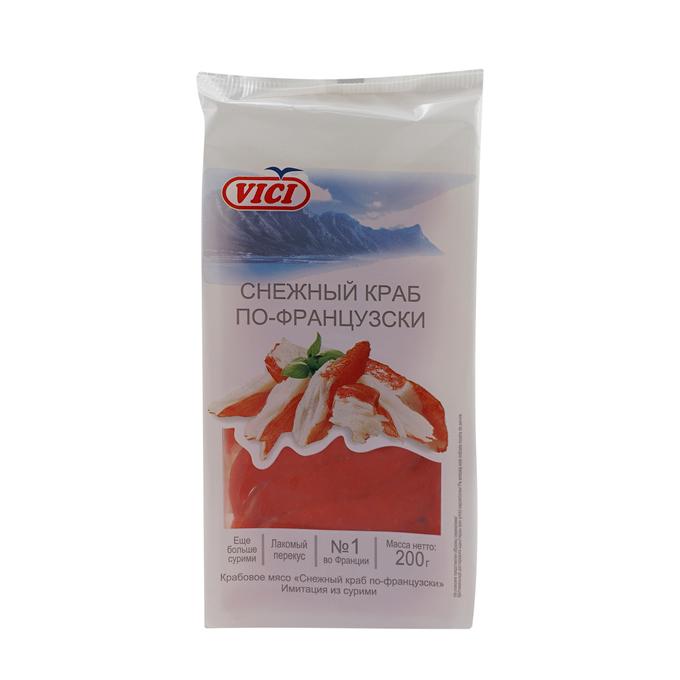 VICI
СНЕЖНЫЙ КРАБ
ПО-ФРАНЦУЗСКИ
Еще
больше
сурими
Лакомый
перекус
№1
во Франции
Масса нетто:
200г
Крабовое мясо «Снежный краб по-французски»
Имитация из сурими